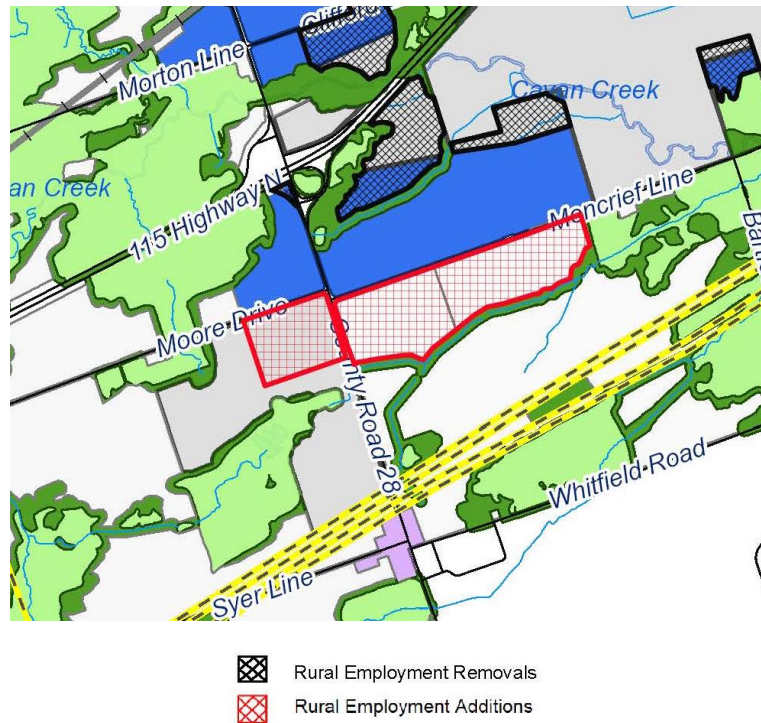 Clifford
Morton Line
Cavan Creek
an Creek
115 Highway N
Moncrief Line
Moore Drive
County Road 28
Whitfield Road
Syer Line
Rural Employment Removals
Rural Employment Additions